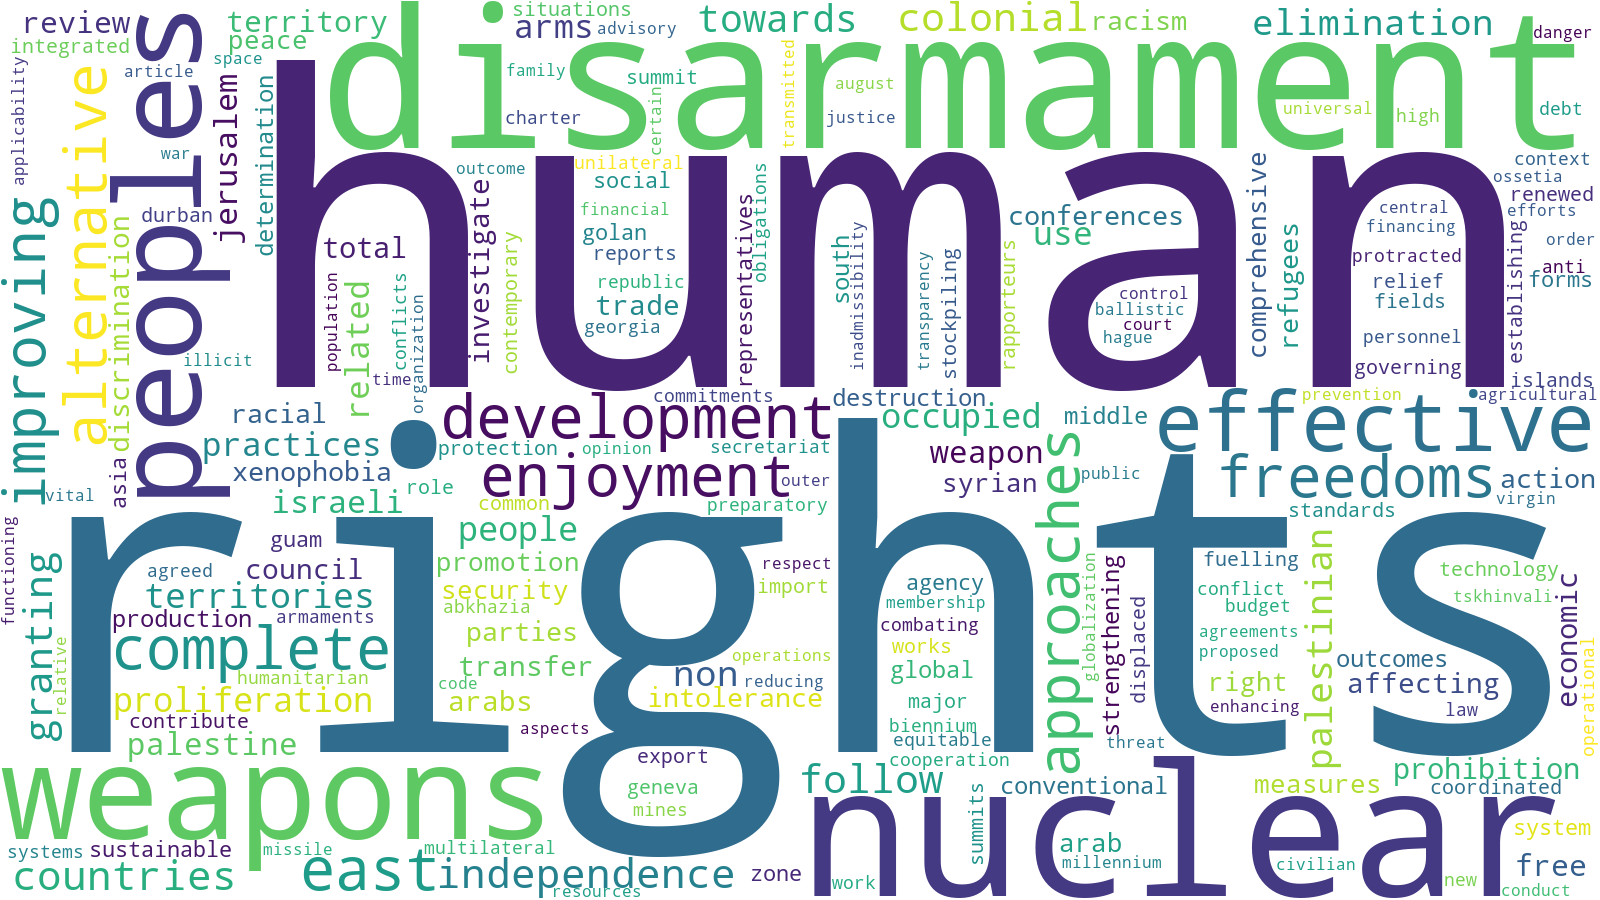 review
integrated
territory
peace
space
situations
arms
advisory
towards
colonial
racism
elimination
danger
disarmament
human
rights
peoples
improving
alternative
applicability
article
war
jerusalem
determination
discrimination
durban
illicit
asia
vital
family
summit
certain
charter
august
transmitted
justice
universal
high
debt
outcome
unilateral
social
financial
golan
reports
republic
trade
georgia
total
population
related
conflicts
organization
time
investigate
contemporary
representatives
obligations
south
inadmissibility
transparency
stockpiling
rapporteurs
conferences
use
control
ballistic
court
hague
comprehensive
refugees
central
financing
protracted
relief
fields
personnel
governing
establishing
context
ossetia
renewed
efforts
order
anti
forms
islands
agricultural
prevention
racial
practices
xenophobia
israeli
role
development
enjoyment
protection
opinion
commitments
secretariat
outer
common
preparatory
destruction
occupied
middle
weapon
syrian
public
approaches
effective
freedoms
action
virgin
standards
functioning
granting
relative
guam
council
agreed
territories
production
armaments
complete
humanitarian
proliferation
contribute
palestine
people
promotion
security
abkhazia
parties
transfer
code
arabs
aspects
respect
import
operations
non
reducing
intolerance
export
geneva
mines
agency
membership
combating
works
global
major
biennium
equitable
cooperation
globalization
strengthening
displaced
threat
fuelling
conflict
budget
agreements
proposed
right
enhancing
palestinian
technology
tskhinvali
economic
outcomes
affecting
law
operational
measures
prohibition
coordinated
system
free
new
conduct
civilian
weapons
systems
sustainable
missile
countries
east
multilateral
independence
resources
zone
follow
work
summits
conventional
arab
millennium
nuclear